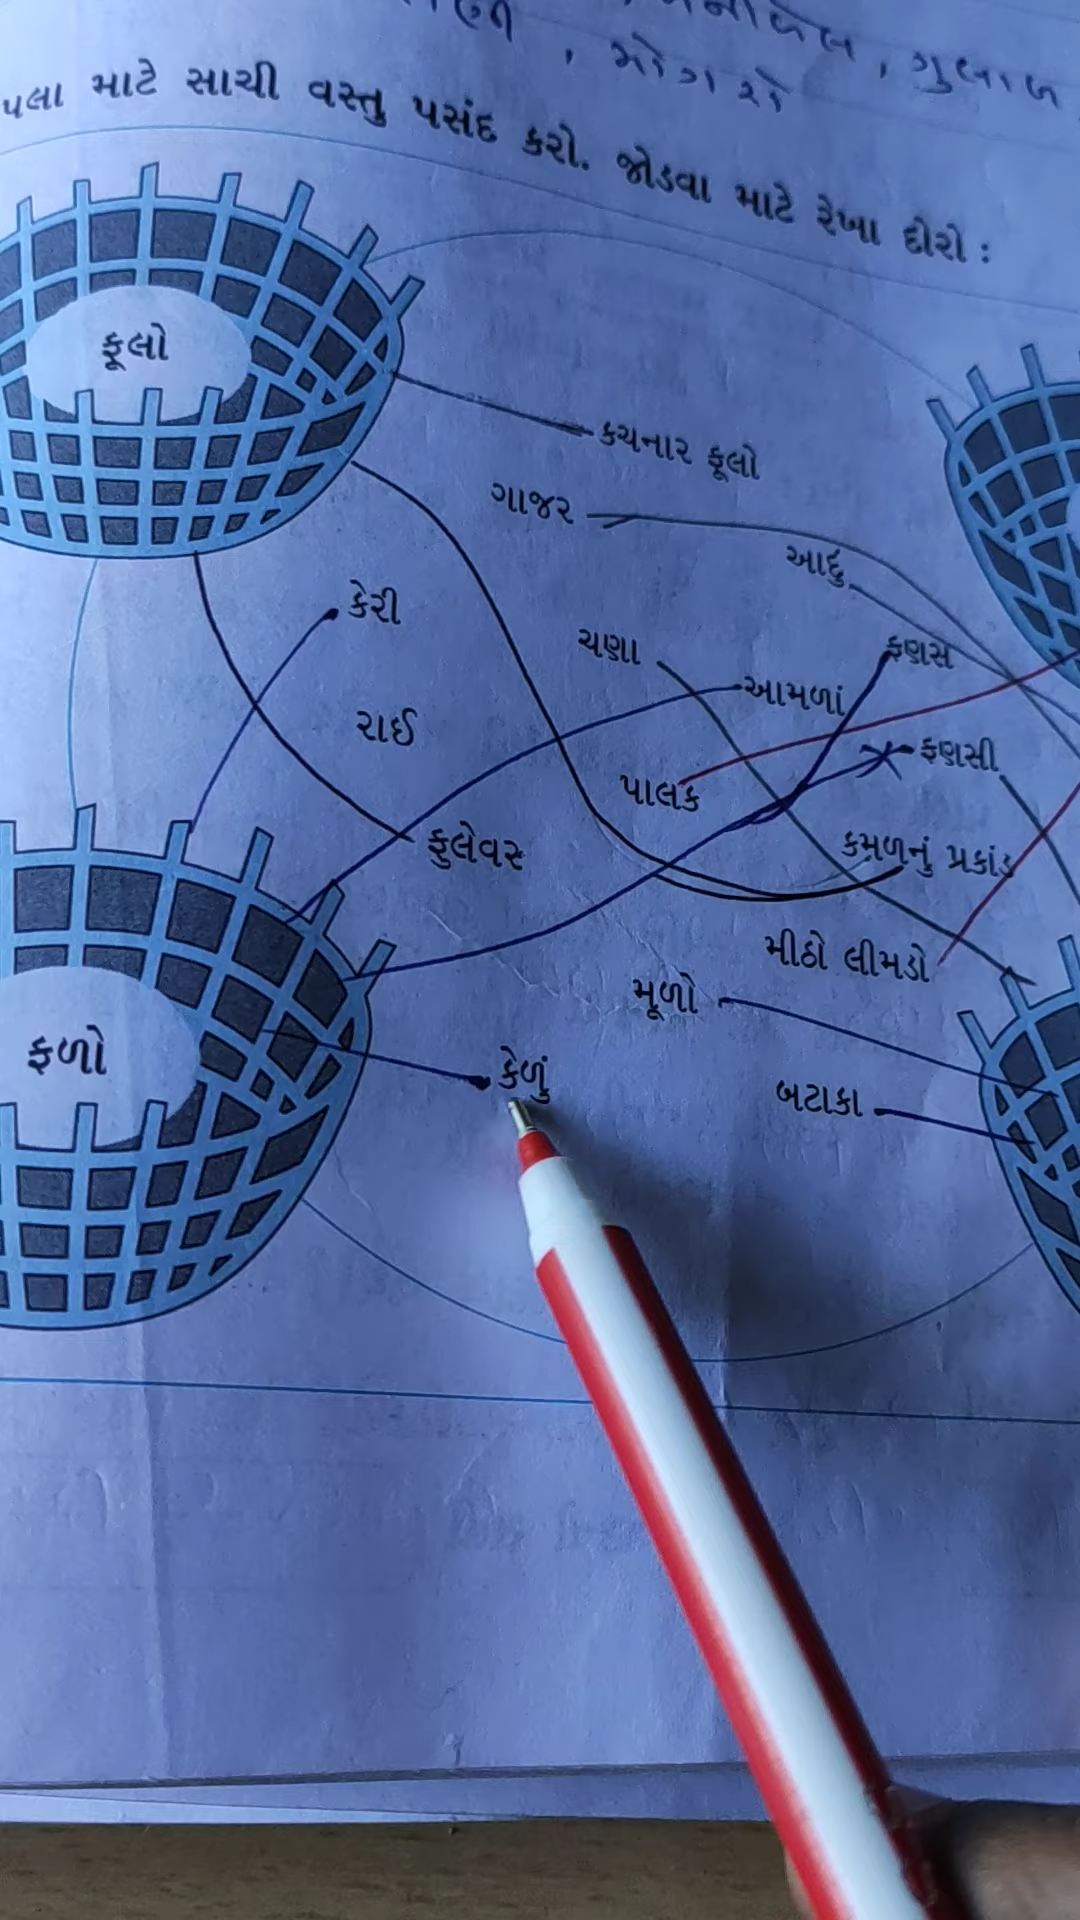 , ગુલાબ
, મોગરો
પલા માટે સાચી વસ્તુ પસંદ કરો. જોડવા માટે રેખા દોરો :
ફૂલો
કચનાર ફૂલો
ગાજર
આદુ
કેરી
ચણા
ફણસ
આમળાં
રાઈ
ફણસી
પાલક
ફુલેવર
કમળનું પ્રકાંડ
મીઠો લીમડો
મૂળો
ફળો
કેળું
બટાકા